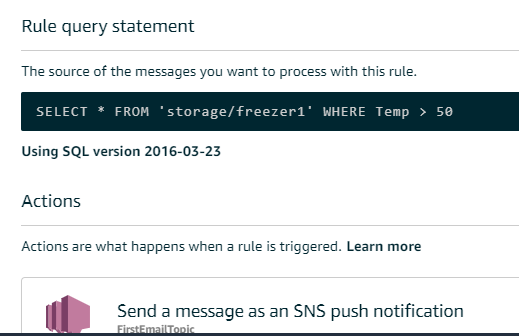 Rule query statement
The source of the messages you want to process with this rule.
SELECT * FROM 'storage/freezer1' WHERE Temp > 50
Using SQL version 2016-03-23
Actions
Actions are what happens when a rule is triggered. Learn more
Send a message as an SNS push notification
FirstEmailTopic